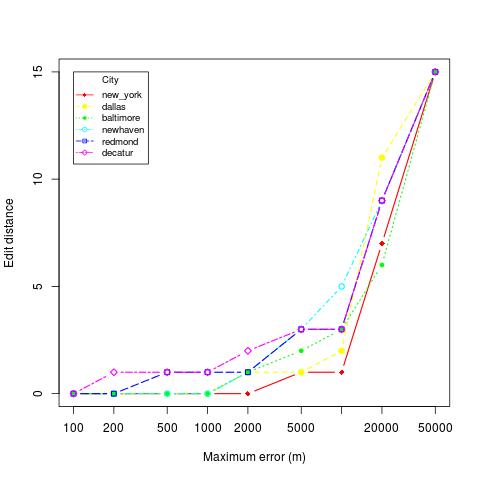 City
new_york
dallas
baltimore
newhaven
redmond
decatur
Edit distance
15
10
5
0
100 200 500 1000 2000 5000 20000 50000
Maximum error (m)